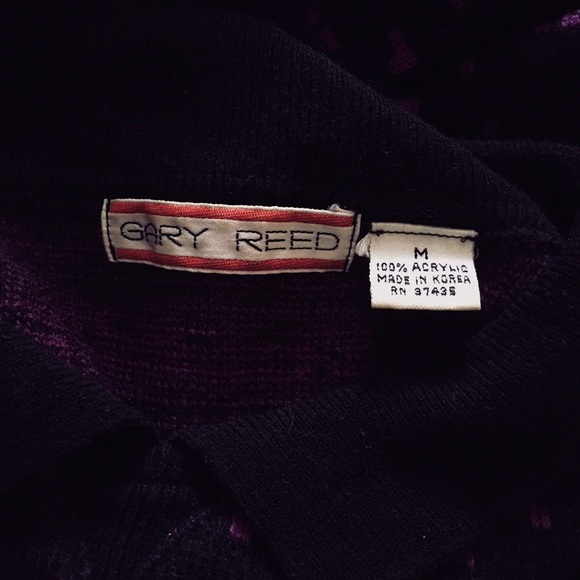 GARY REED
M
100% ACRYLIC
MADE IN KOREA
RN 37435